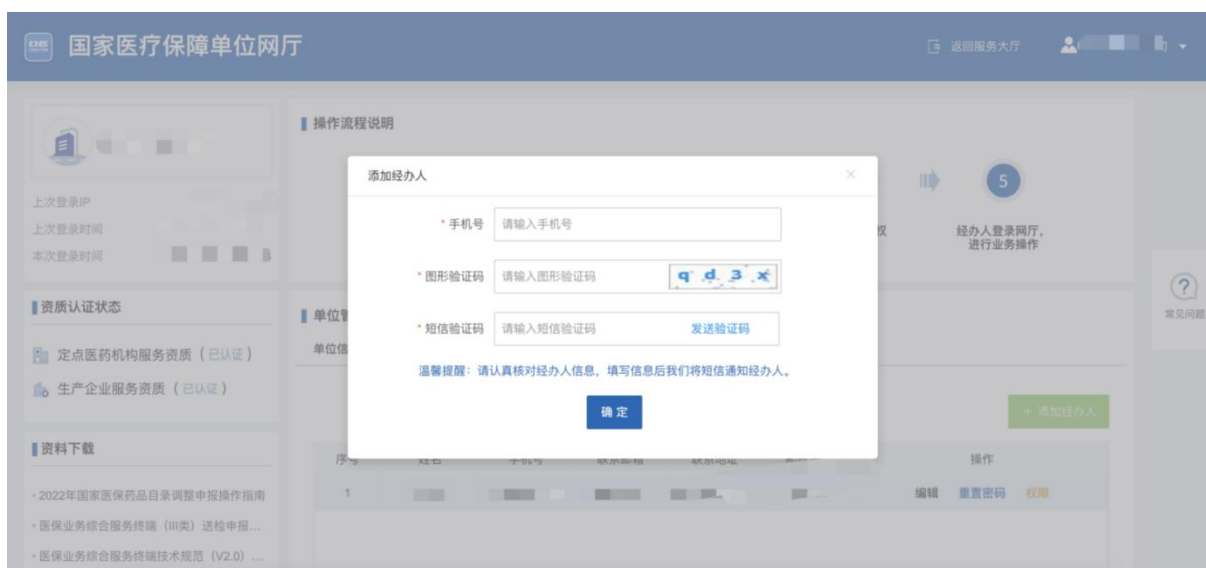 CHS
国家医疗保障单位网厅
返回服务大厅
上次登录IP
上次登录时间
本次登录时间
资质认证状态
定点医药机构服务资质（已认证）
生产企业服务资质（已认证）
资料下载
·2022年国家医保药品目录调整申报操作指南
·医保业务综合服务终端（III类）送检申报...
·医保业务综合服务终端技术规范（V2.0）...
操作流程说明
5
权
经办人登录网厅，
进行业务操作
添加经办人
* 手机号 请输入手机号
* 图形验证码 请输入图形验证码 qd3x
* 短信验证码 请输入短信验证码 发送验证码
温馨提醒：请认真核对经办人信息，填写信息后我们将短信通知经办人。
确 定
单位
单位信
+ 添加经办人
序号 姓名 手机号 联系邮箱 联系地址 操作
1 编辑 重置密码 权限
?
常见问题